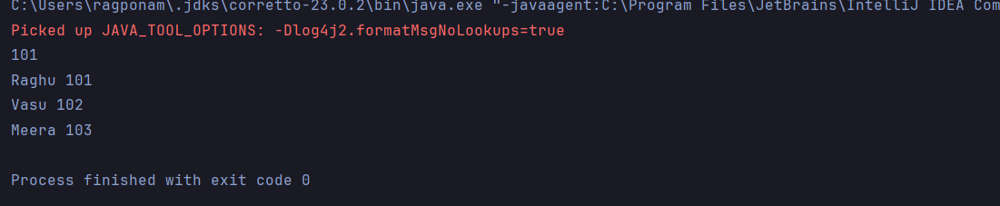 C:\Users\ragponam\.jdks\corretto-23.0.2\bin\java.exe "-javaagent:C:\Program Files\JetBrains\IntelliJ IDEA Com
Picked up JAVA_TOOL_OPTIONS: -Dlog4j2.formatMsgNoLookups=true
101
Raghu 101
Vasu 102
Meera 103
Process finished with exit code 0